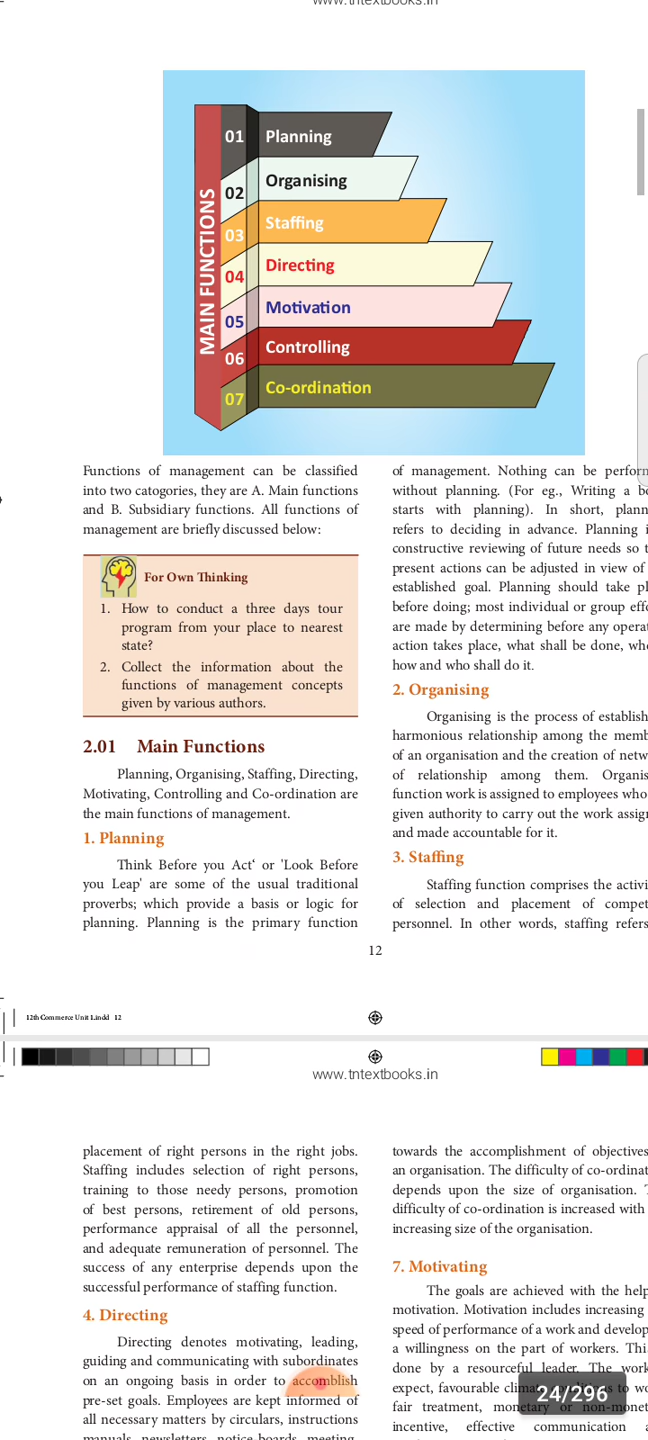 www.tntextbooks.in
MAIN FUNCTIONS
01 Planning
02 Organising
03 Staffing
04 Directing
05 Motivation
06 Controlling
07 Co-ordination
Functions of management can be classified
into two catogories, they are A. Main functions
and B. Subsidiary functions. All functions of
management are briefly discussed below:
For Own Thinking
1. How to conduct a three days tour
program from your place to nearest
state?
2. Collect the information about the
functions of management concepts
given by various authors.
2.01 Main Functions
Planning, Organising, Staffing, Directing,
Motivating, Controlling and Co-ordination are
the main functions of management.
1. Planning
Think Before you Act‘ or 'Look Before
you Leap' are some of the usual traditional
proverbs; which provide a basis or logic for
planning. Planning is the primary function
of management. Nothing can be perform
without planning. (For eg., Writing a bo
starts with planning). In short, plann
refers to deciding in advance. Planning i
constructive reviewing of future needs so t
present actions can be adjusted in view of
established goal. Planning should take pl
before doing; most individual or group effo
are made by determining before any operat
action takes place, what shall be done, whe
how and who shall do it.
2. Organising
Organising is the process of establish
harmonious relationship among the memb
of an organisation and the creation of netw
of relationship among them. Organis
function work is assigned to employees who
given authority to carry out the work assign
and made accountable for it.
3. Staffing
Staffing function comprises the activi
of selection and placement of compet
personnel. In other words, staffing refers
12
12th Commerce Unit I.indd 12
www.tntextbooks.in
placement of right persons in the right jobs.
Staffing includes selection of right persons,
training to those needy persons, promotion
of best persons, retirement of old persons,
performance appraisal of all the personnel,
and adequate remuneration of personnel. The
success of any enterprise depends upon the
successful performance of staffing function.
4. Directing
Directing denotes motivating, leading,
guiding and communicating with subordinates
on an ongoing basis in order to accomplish
pre-set goals. Employees are kept informed of
all necessary matters by circulars, instructions
manuals, newsletters, notice-boards, meeting,
towards the accomplishment of objectives
an organisation. The difficulty of co-ordinat
depends upon the size of organisation. T
difficulty of co-ordination is increased with
increasing size of the organisation.
7. Motivating
The goals are achieved with the help
motivation. Motivation includes increasing
speed of performance of a work and develop
a willingness on the part of workers. This
done by a resourceful leader. The work
expect, favourable to wo
fair treatment, monetary or non-monet
incentive, effective communication a
24/296